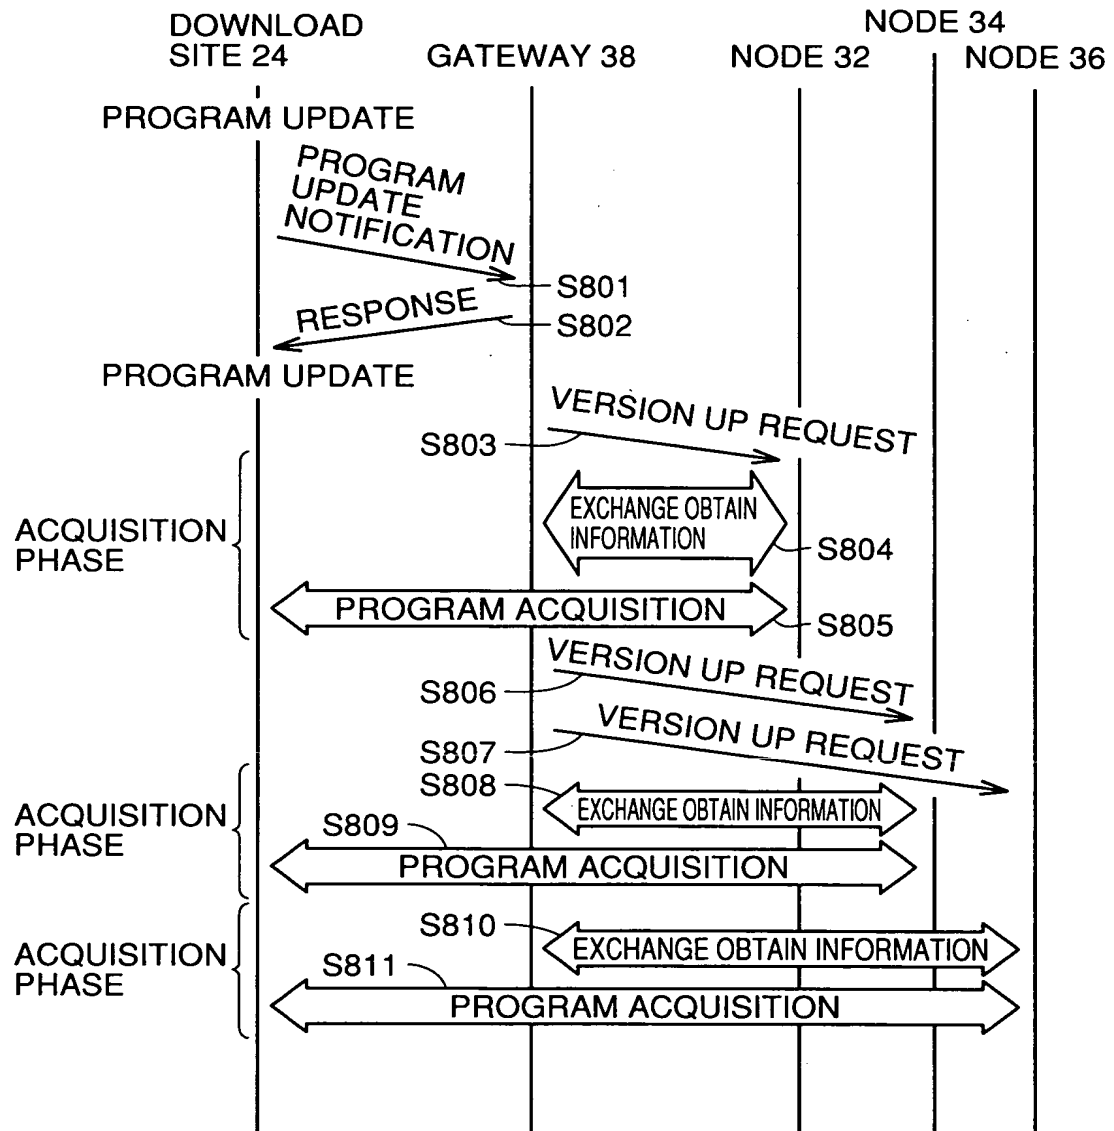 DOWNLOAD
SITE 24
GATEWAY 38
NODE 32
NODE 34
NODE 36
PROGRAM UPDATE
PROGRAM
UPDATE
NOTIFICATION
S801
RESPONSE
S802
PROGRAM UPDATE
VERSION UP REQUEST
S803
ACQUISITION
PHASE
EXCHANGE OBTAIN
INFORMATION
S804
PROGRAM ACQUISITION
S805
VERSION UP REQUEST
S806
VERSION UP REQUEST
S807
ACQUISITION
PHASE
S808
EXCHANGE OBTAIN INFORMATION
S809
PROGRAM ACQUISITION
ACQUISITION
PHASE
S810
EXCHANGE OBTAIN INFORMATION
S811
PROGRAM ACQUISITION